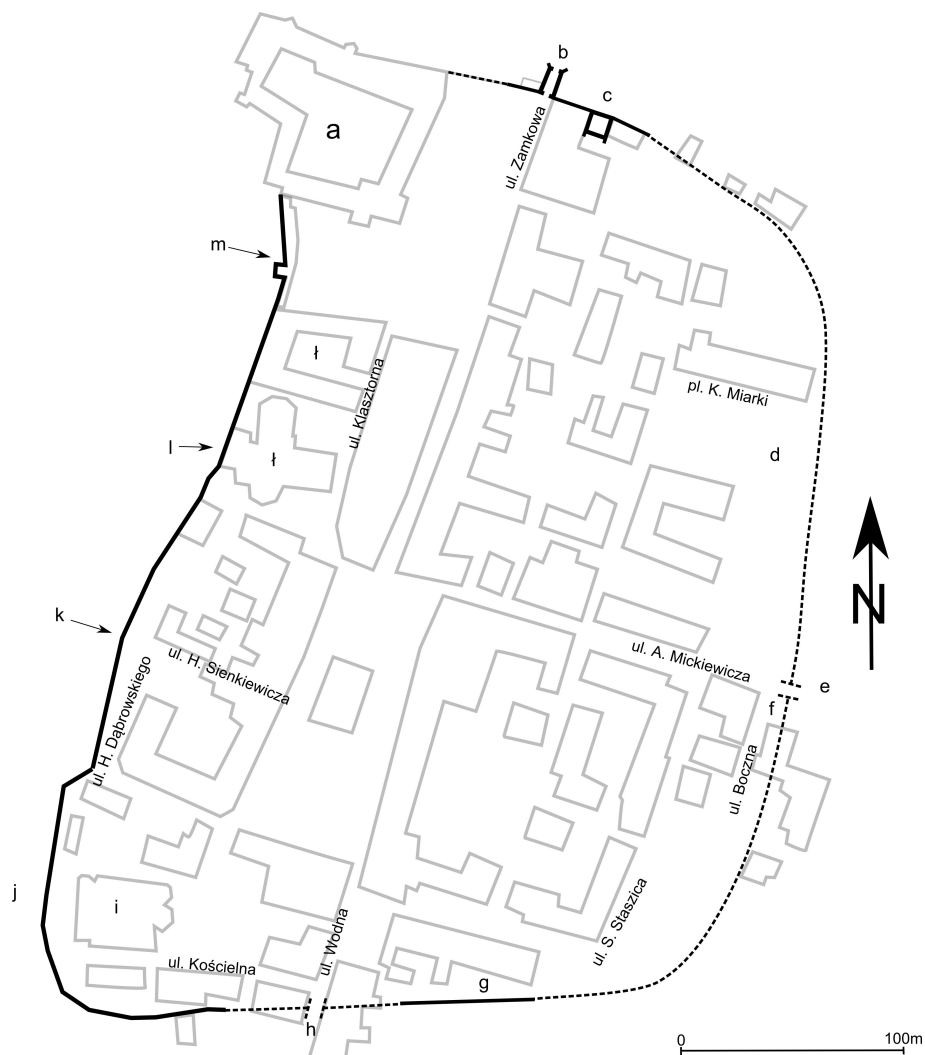 b
c
a
ul. Zamkowa
m
ł
ul. Klasztorna
pl. K. Miarki
l
ł
d
k
N
ul. H. Sienkiewicza
ul. A. Mickiewicza
e
f
ul. H. Dąbrowskiego
ul. Boczna
j
i
ul. S. Staszica
ul. Wodna
ul. Kościelna
g
h
0
100m